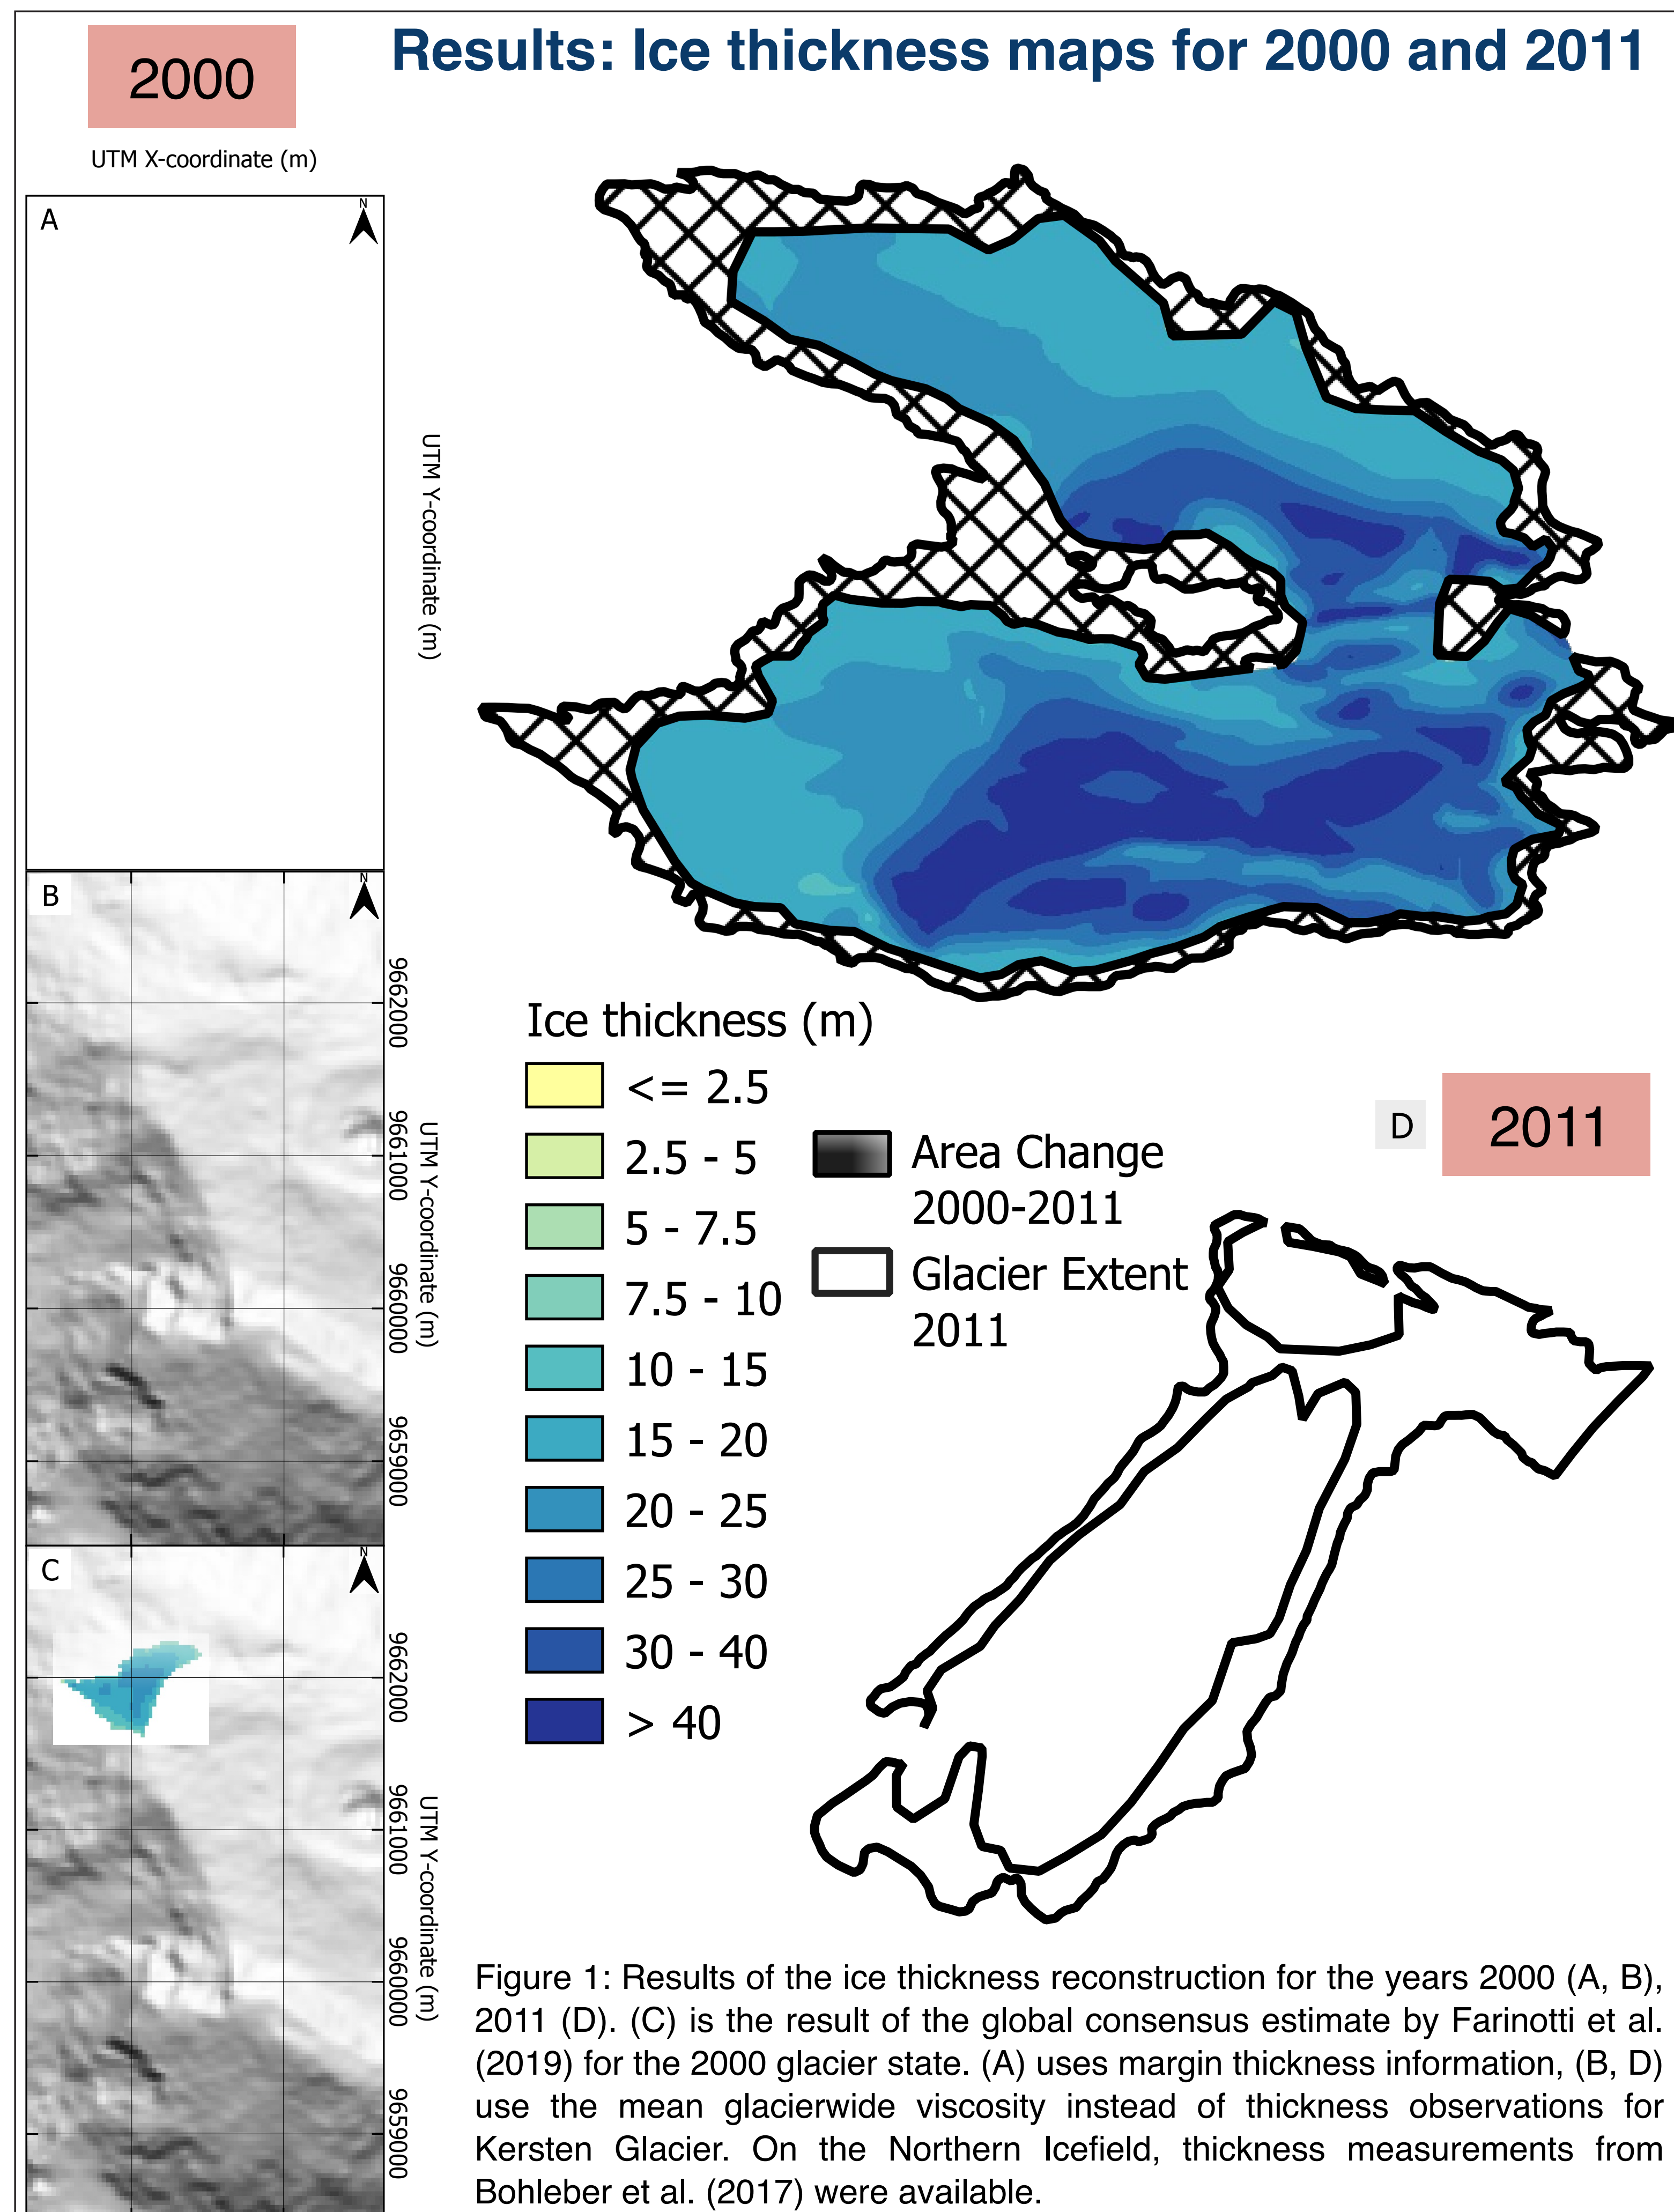 2000
Results: Ice thickness maps for 2000 and 2011
UTM X-coordinate (m)
A
N
UTM Y-coordinate (m)
B
N
9662000
9661000
9660000
9659000
UTM Y-coordinate (m)
C
N
9662000
9661000
9660000
9659000
UTM Y-coordinate (m)
Ice thickness (m)
<= 2.5
2.5 - 5
5 - 7.5
7.5 - 10
10 - 15
15 - 20
20 - 25
25 - 30
30 - 40
> 40
Area Change
2000-2011
Glacier Extent
2011
D
2011
Figure 1: Results of the ice thickness reconstruction for the years 2000 (A, B),
2011 (D). (C) is the result of the global consensus estimate by Farinotti et al.
(2019) for the 2000 glacier state. (A) uses margin thickness information, (B, D)
use the mean glacierwide viscosity instead of thickness observations for
Kersten Glacier. On the Northern Icefield, thickness measurements from
Bohleber et al. (2017) were available.